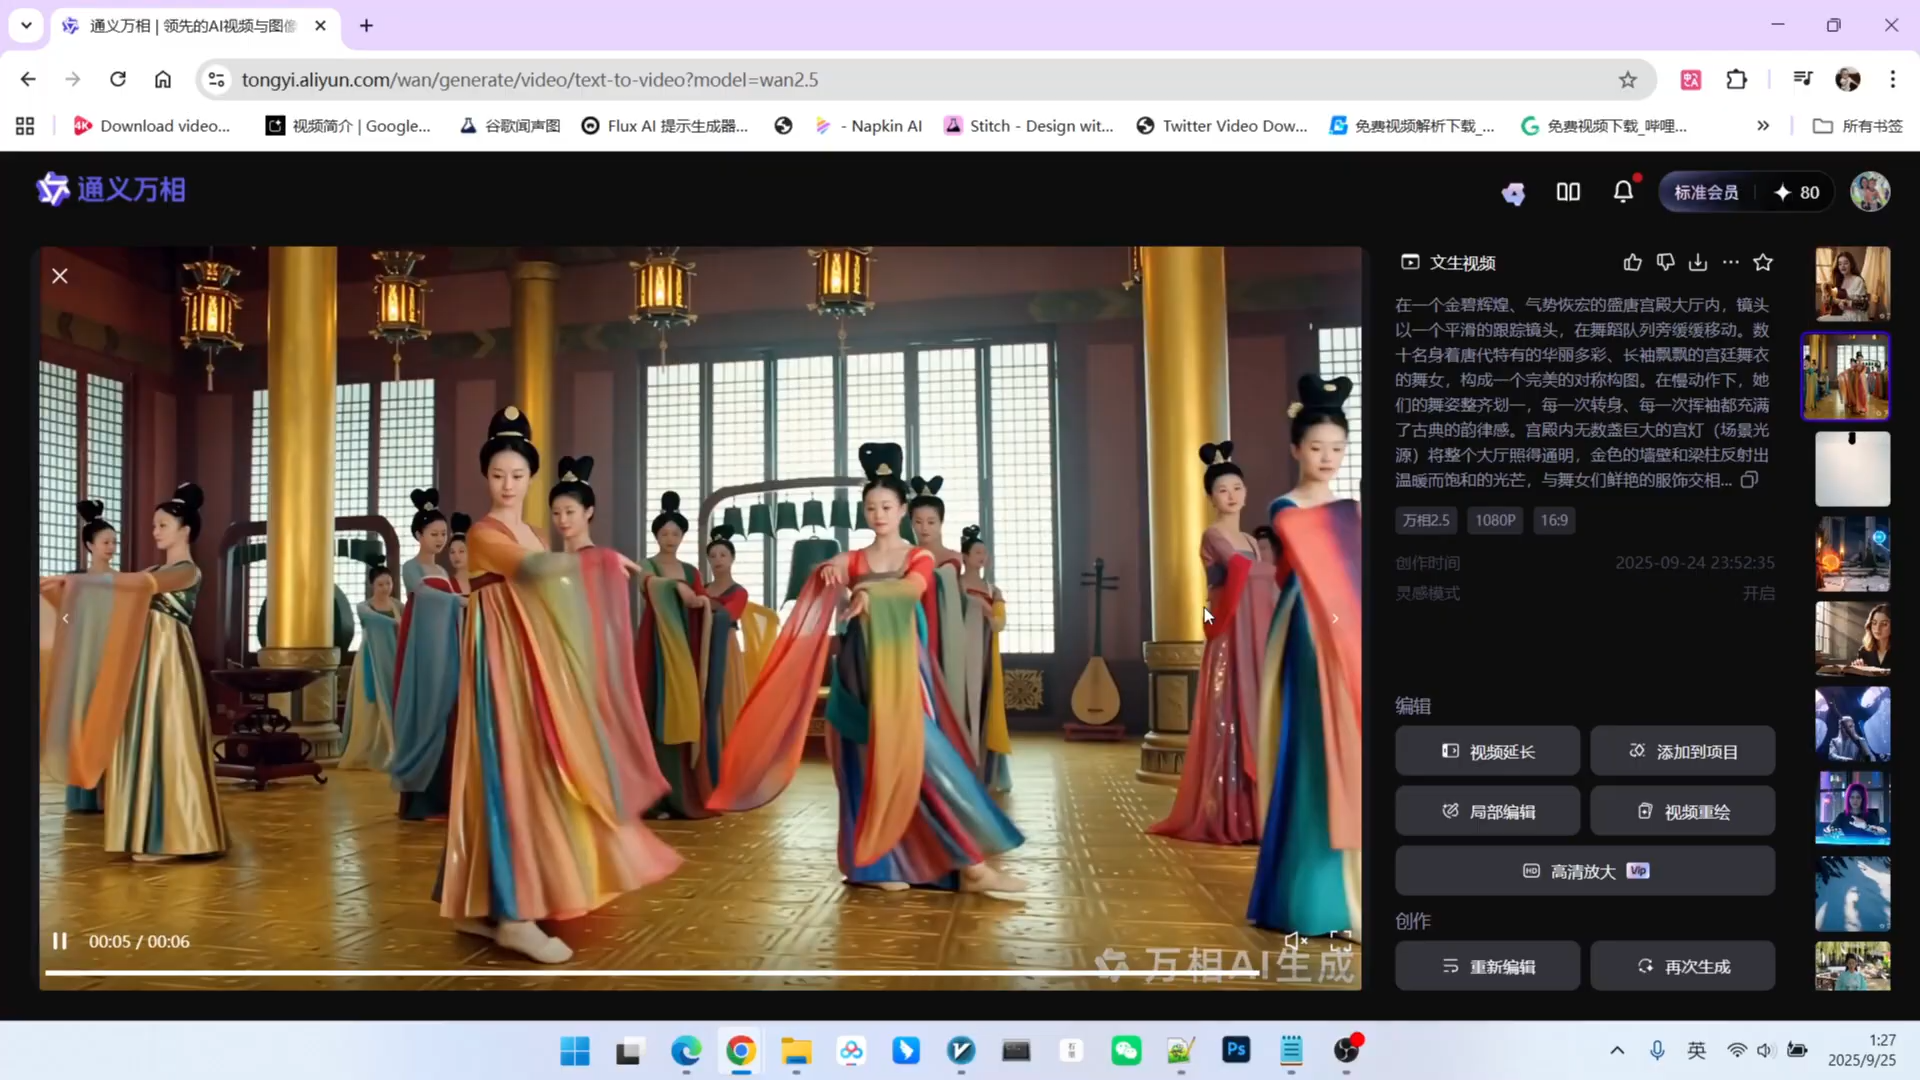 通义万相 | 领先的AI视频与图像
tongyi.aliyun.com/wan/generate/video/text-to-video?model=wan2.5
Download video...
视频简介 | Google...
谷歌闻声图
Flux AI 提示生成器...
- Napkin AI
Stitch - Design wit...
Twitter Video Dow...
免费视频解析下载_...
免费视频下载_哔哩...
所有书签
通义万相
标准会员
80
文生视频
在一个金碧辉煌、气势恢宏的盛唐宫殿大厅内，镜头
以一个平滑的跟踪镜头，在舞蹈队列旁缓缓移动。数
十名身着唐代特有的华丽多彩、长袖飘飘的宫廷舞衣
的舞女，构成一个完美的对称构图。在慢动作下，她
们的舞姿整齐划一，每一次转身、每一次挥袖都充满
了古典的韵律感。宫殿内无数盏巨大的宫灯（场景光
源）将整个大厅照得通明，金色的墙壁和梁柱反射出
温暖而饱和的光芒，与舞女们鲜艳的服饰交相...
万相2.5
1080P
16:9
创作时间
2025-09-24 23:52:35
灵感模式
开启
编辑
视频延长
添加到项目
局部编辑
视频重绘
HD
高清放大
Vip
创作
重新编辑
再次生成
00:05 / 00:06
万相AI生成
Ps
英
1:27
2025/9/25